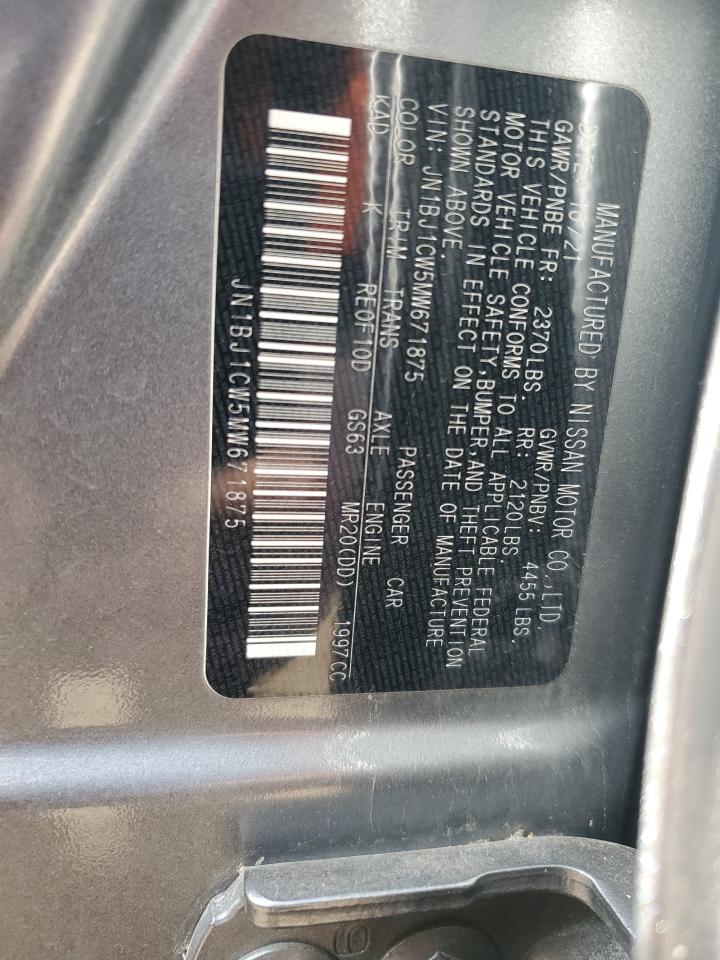 MANUFACTURED BY NISSAN MOTOR CO.,LTD.
DATE: 10/21 GVWR/PNBV: 4455 LBS.
GAWR/PNBE FR: 2370LBS. RR: 2120LBS.
THIS VEHICLE CONFORMS TO ALL APPLICABLE FEDERAL
MOTOR VEHICLE SAFETY,BUMPER,AND THEFT PREVENTION
STANDARDS IN EFFECT ON THE DATE OF MANUFACTURE
SHOWN ABOVE.
VIN: JN1BJ1CW5MW671875 PASSENGER CAR
COLOR TRIM TRANS AXLE ENGINE
KAD K RE0F10D GS63 MR20(DD) 1997CC
JN1BJ1CW5MW671875